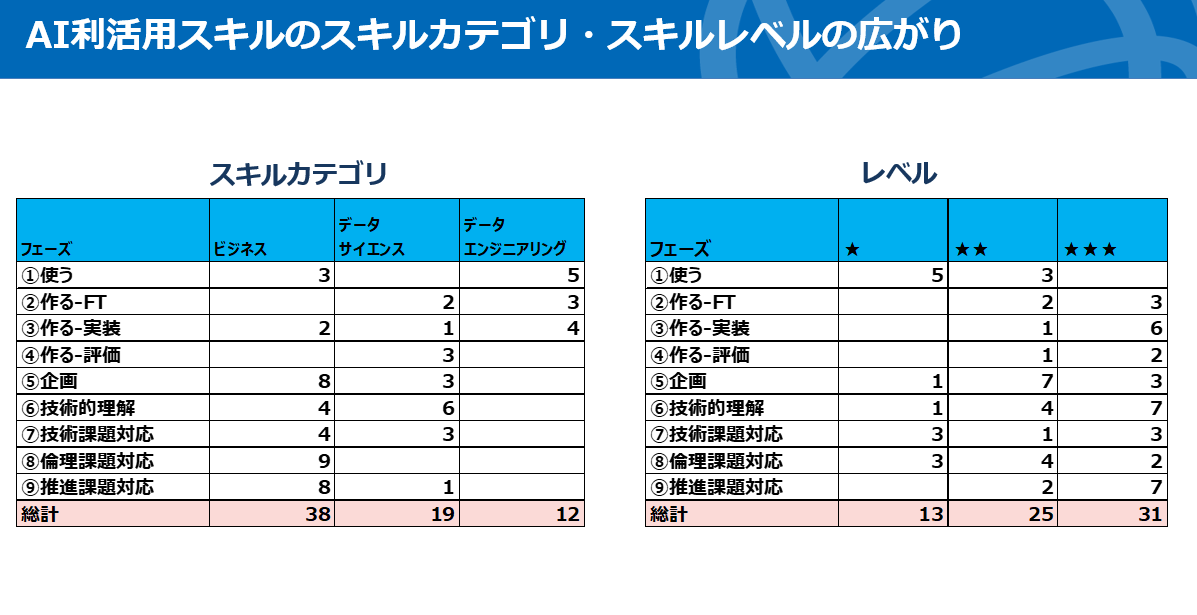 AI利活用スキルのスキルカテゴリ・スキルレベルの広がり
スキルカテゴリ
フェーズ ビジネス データサイエンス データエンジニアリング
①使う 3 5
②作る-FT 2 3
③作る-実装 2 1 4
④作る-評価 3
⑤企画 8 3
⑥技術的理解 4 6
⑦技術課題対応 4 3
⑧倫理課題対応 9
⑨推進課題対応 8 1
総計 38 19 12
レベル
フェーズ ★ ★★ ★★★
①使う 5 3
②作る-FT 2 3
③作る-実装 1 6
④作る-評価 1 2
⑤企画 1 7 3
⑥技術的理解 1 4 7
⑦技術課題対応 3 1 3
⑧倫理課題対応 3 4 2
⑨推進課題対応 2 7
総計 13 25 31